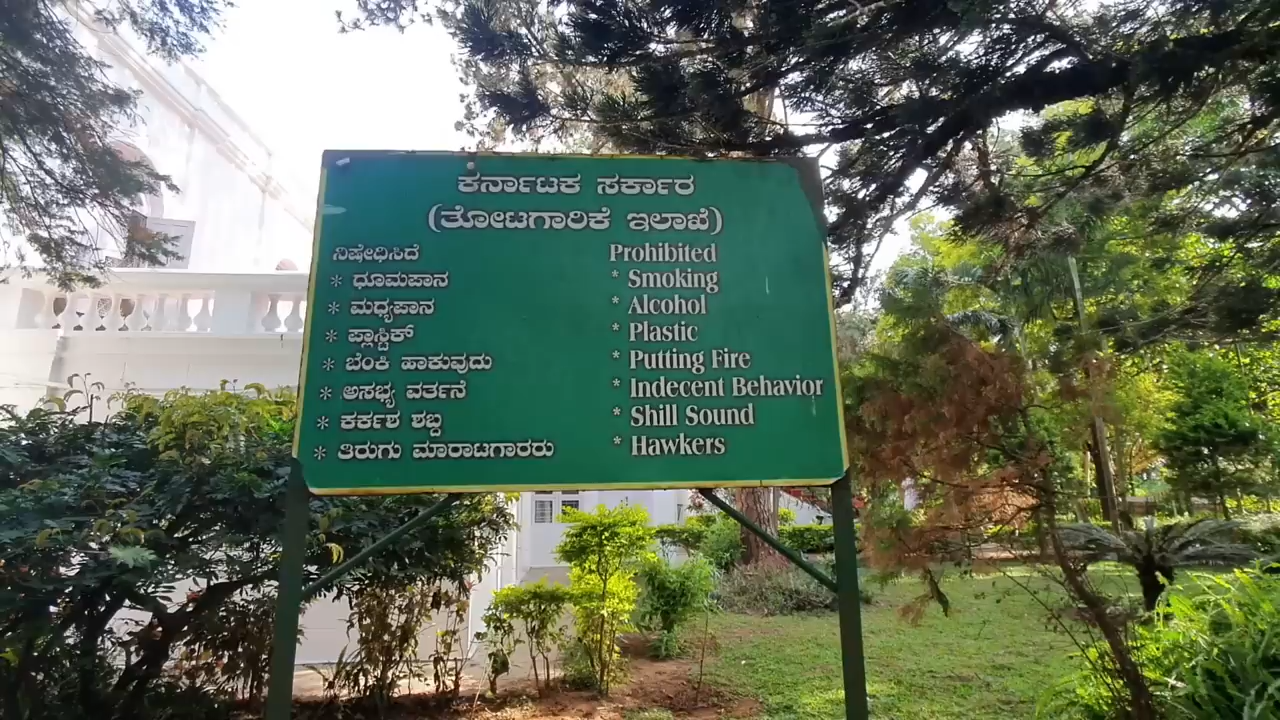 ಕರ್ನಾಟಕ ಸರ್ಕಾರ
(ತೋಟಗಾರಿಕೆ ಇಲಾಖೆ)
ನಿಷೇಧಿಸಿದೆ
* ಧೂಮಪಾನ
* ಮಧ್ಯಪಾನ
* ಪ್ಲಾಸ್ಟಿಕ್
* ಬೆಂಕಿ ಹಾಕುವುದು
* ಅಸಭ್ಯ ವರ್ತನೆ
* ಕರ್ಕಶ ಶಬ್ದ
* ತಿರುಗು ಮಾರಾಟಗಾರರು
Prohibited
* Smoking
* Alcohol
* Plastic
* Putting Fire
* Indecent Behavior
* Shill Sound
* Hawkers